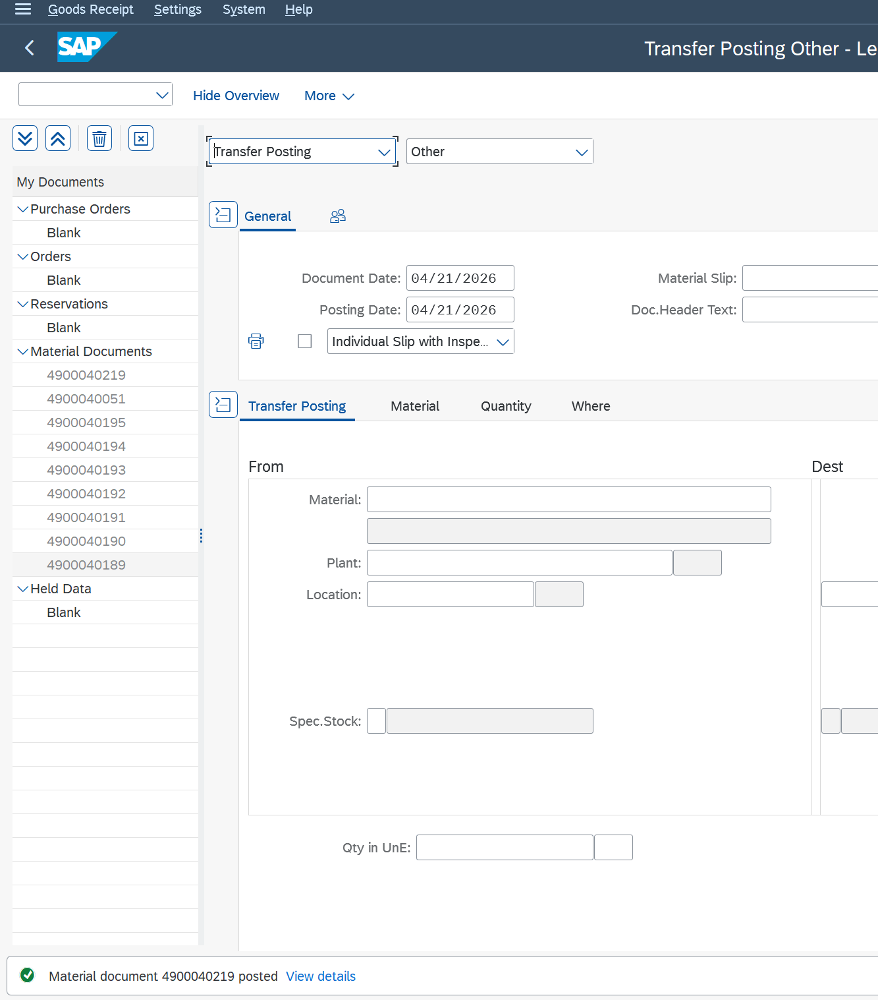 Goods Receipt Settings System Help
SAP Transfer Posting Other - Le
Hide Overview More
Transfer Posting Other
My Documents
Purchase Orders
Blank
Orders
Blank
Reservations
Blank
Material Documents
4900040219
4900040051
4900040195
4900040194
4900040193
4900040192
4900040191
4900040190
4900040189
Held Data
Blank
General
Document Date: 04/21/2026 Material Slip:
Posting Date: 04/21/2026 Doc.Header Text:
Individual Slip with Inspe...
Transfer Posting Material Quantity Where
From Dest
Material:
Plant:
Location:
Spec.Stock:
Qty in UnE:
Material document 4900040219 posted View details